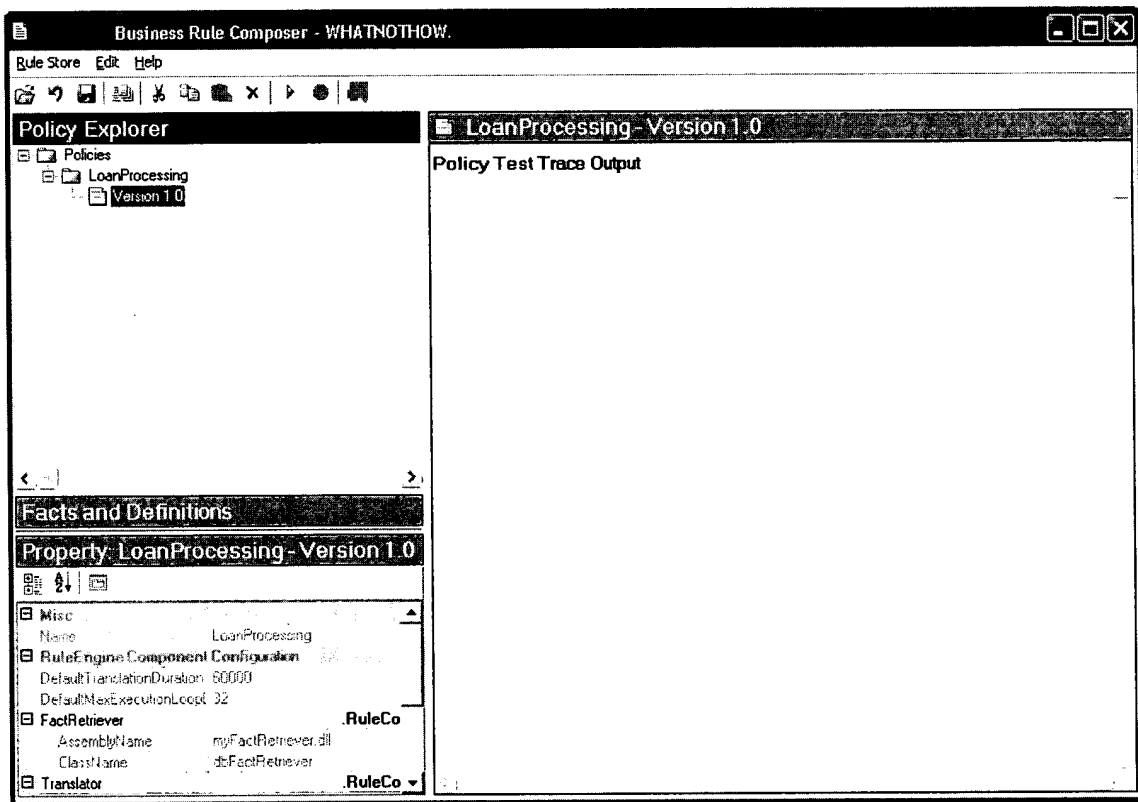 Business Rule Composer - WHATNOTHOW.
Rule Store Edit Help
Policy Explorer
Policies
LoanProcessing
Version 1.0
Facts and Definitions
Property: LoanProcessing - Version 1.0
Misc
Name LoanProcessing
RuleEngine Component Configuration
DefaultTranslationDuration 60000
DefaultMaxExecutionLoop 32
FactRetriever .RuleCo
AssemblyName myFactRetriever.dll
ClassName dbFactRetriever
Translator .RuleCo
LoanProcessing - Version 1.0
Policy Test Trace Output